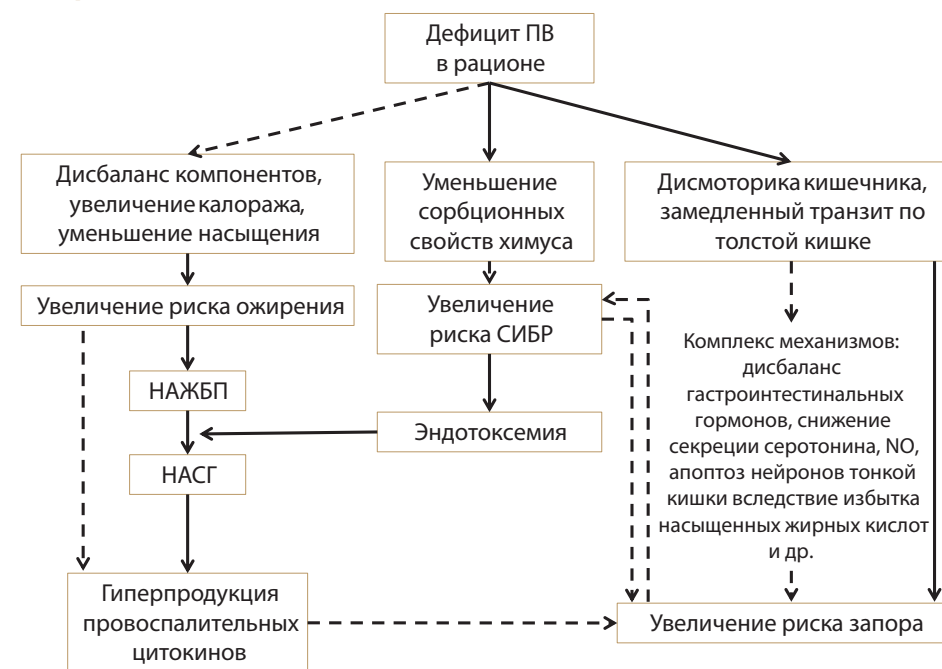 Дефицит ПВ
в рационе
Дисбаланс компонентов,
увеличение калоража,
уменьшение насыщения
Уменьшение
сорбционных
свойств химуса
Дисмоторика кишечника,
замедленный транзит по
толстой кишке
Увеличение риска ожирения
Увеличение
риска СИБР
Комплекс механизмов:
дисбаланс
гастроинтестинальных
гормонов, снижение
секреции серотонина, NO,
апоптоз нейронов тонкой
кишки вследствие избытка
насыщенных жирных кислот
и др.
НАЖБП
Эндотоксемия
НАСГ
Гиперпродукция
провоспалительных
цитокинов
Увеличение риска запора